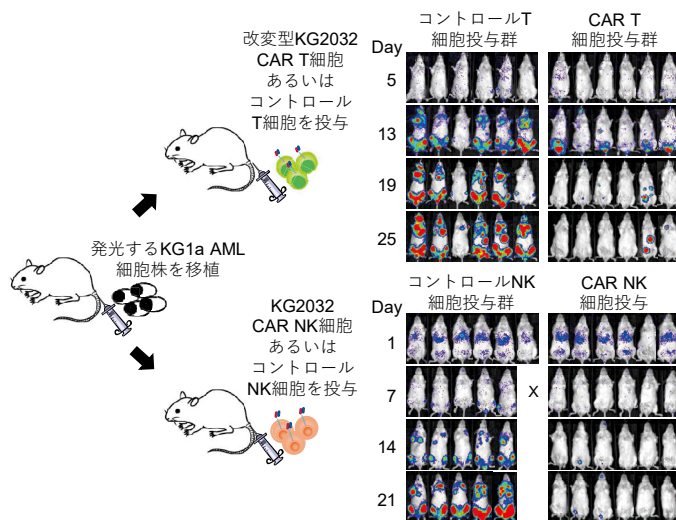 改変型KG2032
CAR T細胞
あるいは
コントロール
T細胞を投与
発光するKG1a AML
細胞株を移植
KG2032
CAR NK細胞
あるいは
コントロール
NK細胞を投与
コントロールT
細胞投与群
CAR T
細胞投与群
Day
5
13
19
25
コントロールNK
細胞投与群
CAR NK
細胞投与
Day
1
7
X
14
21